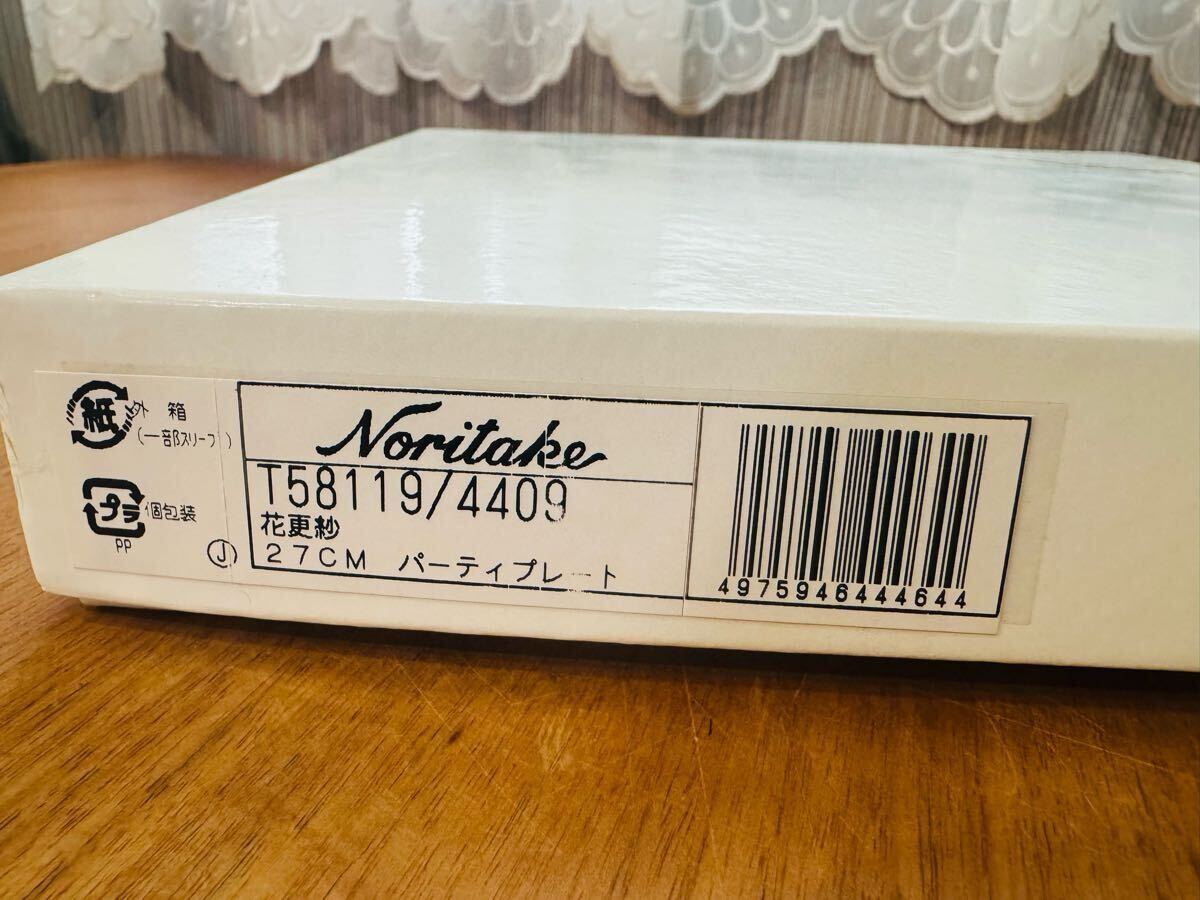 紙 外箱
(一部スリーブ)
プラ 個包装
PP
J
Noritake
T58119/4409
花更紗
27CM パーティプレート
4975946444644